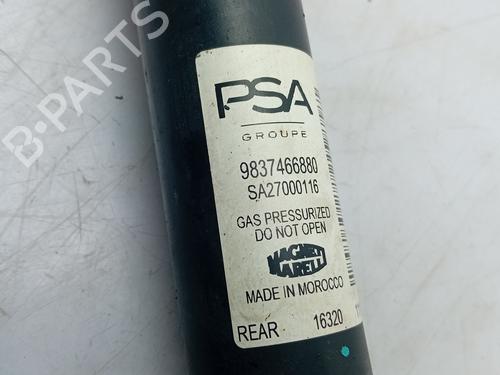 PSA
GROUPE
9837466880
SA27000116
GAS PRESSURIZED
DO NOT OPEN
MAGNETI
MARELLI
MADE IN MOROCCO
REAR 16320
B-PARTS